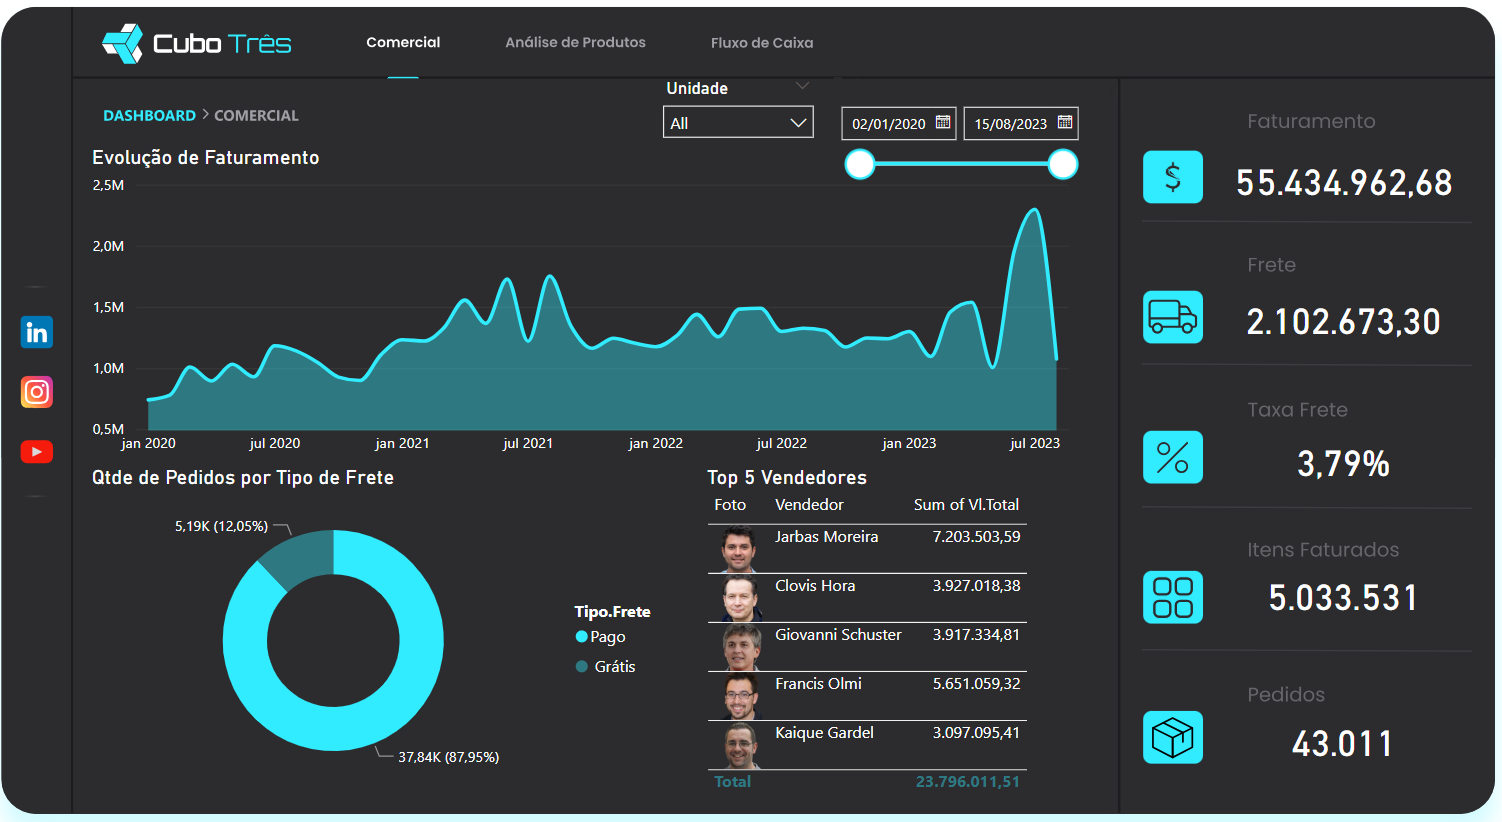 Cubo Três
Comercial
Análise de Produtos
Fluxo de Caixa
DASHBOARD > COMERCIAL
Unidade
All
02/01/2020
15/08/2023
Evolução de Faturamento
2,5M
2,0M
1,5M
1,0M
0,5M
jan 2020 jul 2020 jan 2021 jul 2021 jan 2022 jul 2022 jan 2023 jul 2023
Qtde de Pedidos por Tipo de Frete
5,19K (12,05%)
37,84K (87,95%)
Tipo.Frete
Pago
Grátis
Top 5 Vendedores
Foto Vendedor Sum of Vl.Total
Jarbas Moreira 7.203.503,59
Clovis Hora 3.927.018,38
Giovanni Schuster 3.917.334,81
Francis Olmi 5.651.059,32
Kaique Gardel 3.097.095,41
Total 23.796.011,51
Faturamento
$
55.434.962,68
Frete
2.102.673,30
Taxa Frete
%
3,79%
Itens Faturados
5.033.531
Pedidos
43.011
in